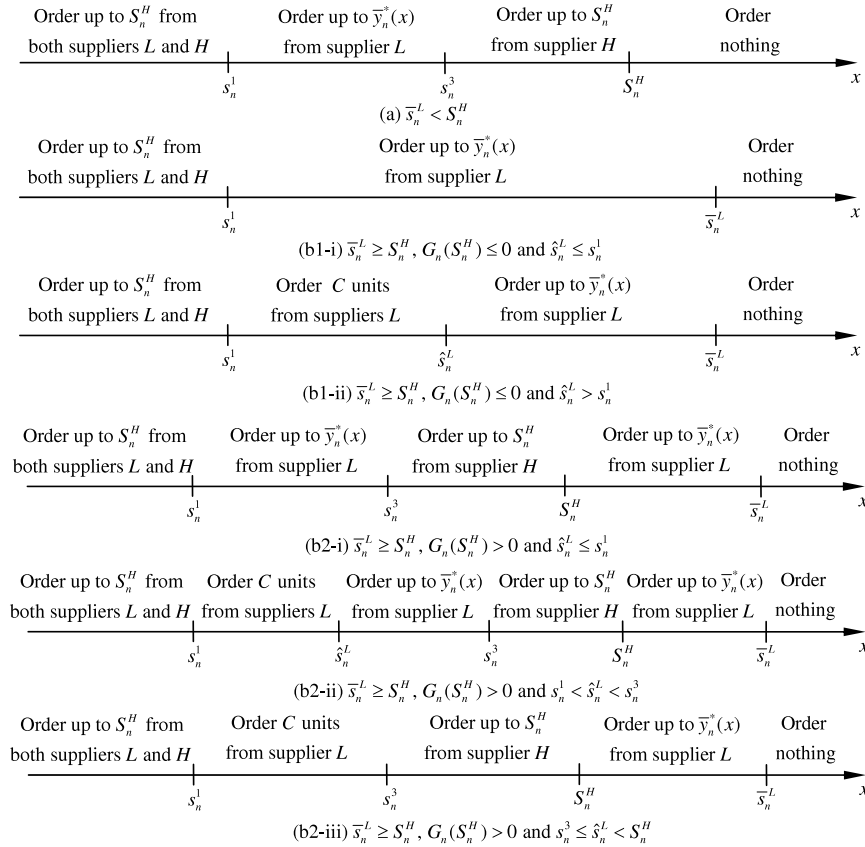 Order up to S_n^H from Order up to y̅_n^*(x) Order up to S_n^H Order
both suppliers L and H from supplier L from supplier H nothing
s_n^1 s_n^3 S_n^H x
(a) s̅_n^L < S_n^H
Order up to S_n^H from Order up to y̅_n^*(x) Order
both suppliers L and H from supplier L nothing
s_n^1 s̅_n^L x
(b1-i) s̅_n^L ≥ S_n^H, G_n(S_n^H) ≤ 0 and ŝ_n^L ≤ s_n^1
Order up to S_n^H from Order C units Order up to y̅_n^*(x) Order
both suppliers L and H from suppliers L from supplier L nothing
s_n^1 ŝ_n^L s̅_n^L x
(b1-ii) s̅_n^L ≥ S_n^H, G_n(S_n^H) ≤ 0 and ŝ_n^L > s_n^1
Order up to S_n^H from Order up to y̅_n^*(x) Order up to S_n^H Order up to y̅_n^*(x) Order
both suppliers L and H from supplier L from supplier H from supplier L nothing
s_n^1 s_n^3 S_n^H s̅_n^L x
(b2-i) s̅_n^L ≥ S_n^H, G_n(S_n^H) > 0 and ŝ_n^L ≤ s_n^1
Order up to S_n^H from Order C units Order up to y̅_n^*(x) Order up to S_n^H Order up to y̅_n^*(x) Order
both suppliers L and H from suppliers L from supplier L from supplier H from supplier L nothing
s_n^1 ŝ_n^L s_n^3 S_n^H s̅_n^L x
(b2-ii) s̅_n^L ≥ S_n^H, G_n(S_n^H) > 0 and s_n^1 < ŝ_n^L < s_n^3
Order up to S_n^H from Order C units Order up to S_n^H Order up to y̅_n^*(x) Order
both suppliers L and H from supplier L from supplier H from supplier L nothing
s_n^1 s_n^3 S_n^H s̅_n^L x
(b2-iii) s̅_n^L ≥ S_n^H, G_n(S_n^H) > 0 and s_n^3 ≤ ŝ_n^L < S_n^H